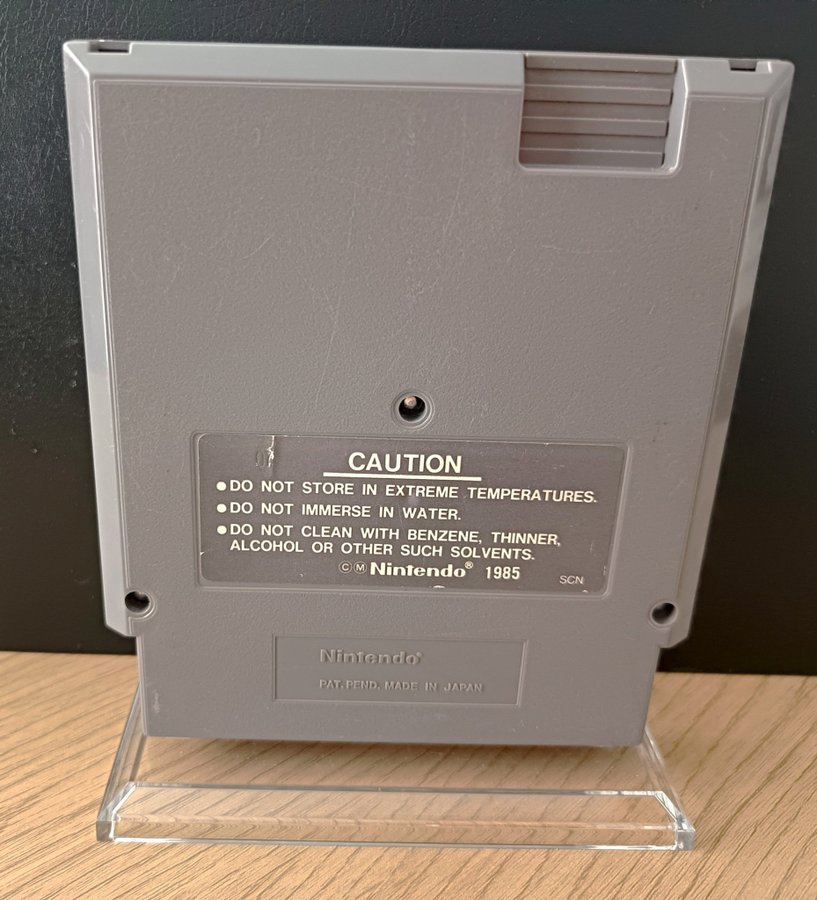 CAUTION
●DO NOT STORE IN EXTREME TEMPERATURES.
●DO NOT IMMERSE IN WATER.
●DO NOT CLEAN WITH BENZENE, THINNER,
ALCOHOL OR OTHER SUCH SOLVENTS.
ⒸⓂ Nintendo® 1985 SCN
Nintendo®
PAT. PEND. MADE IN JAPAN